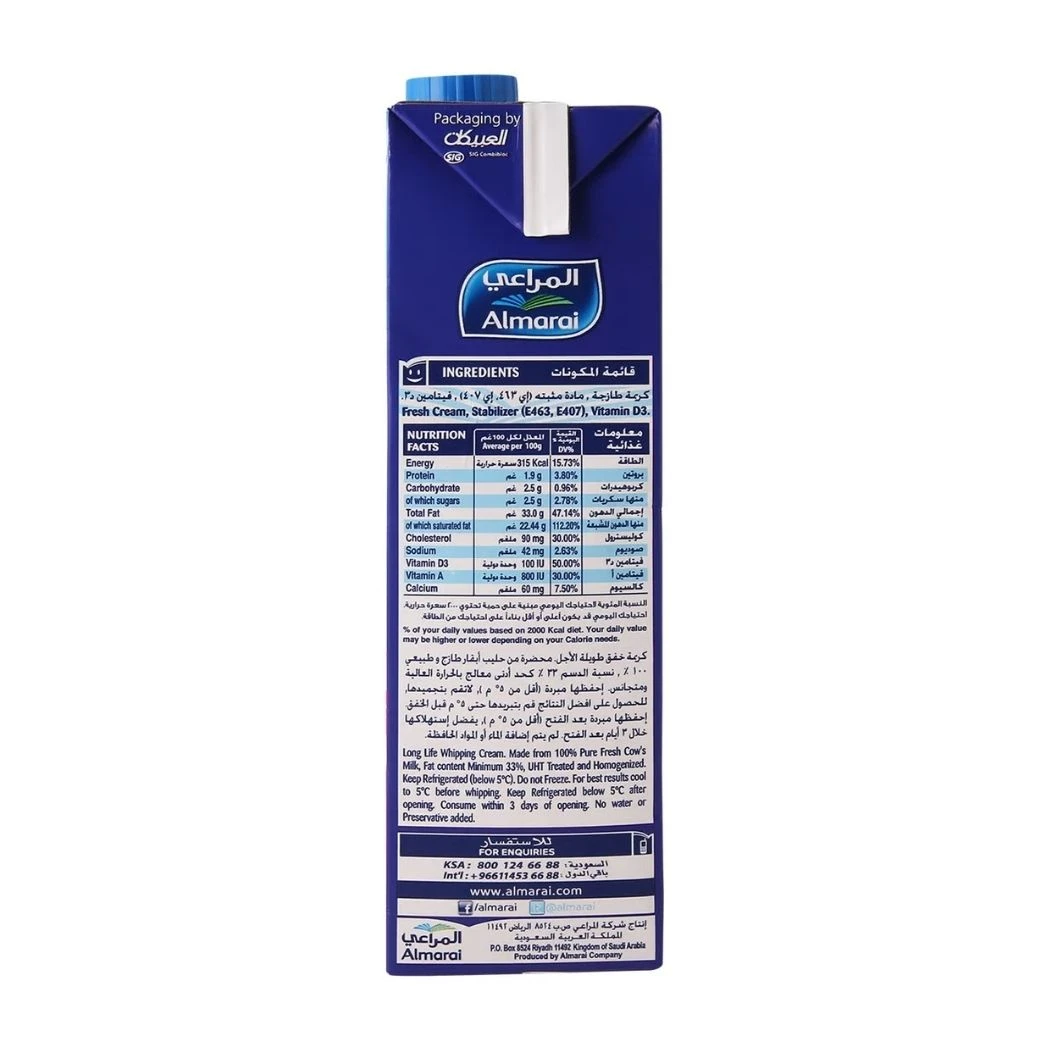 Packaging by
العبيكان
SIG SIG Combibloc
المراعي
Almarai
INGREDIENTS قائمة المكونات
كريمة طازجة , مادة مثبته (إي ٤٦٣, إي ٤٠٧) , فيتامين د٣.
Fresh Cream, Stabilizer (E463, E407), Vitamin D3.
NUTRITION FACTS المعدل لكل 100غم Average per 100g القيمة اليومية % DV% معلومات غذائية
Energy سعرة حرارية 315 Kcal 15.73% الطاقة
Protein غم 1.9 g 3.80% بروتين
Carbohydrate غم 2.5 g 0.96% كربوهيدرات
of which sugars غم 2.5 g 2.78% منها سكريات
Total Fat غم 33.0 g 47.14% إجمالي الدهون
of which saturated fat غم 22.44 g 112.20% منها الدهون المشبعة
Cholesterol ملغم 90 mg 30.00% كوليسترول
Sodium ملغم 42 mg 2.63% صوديوم
Vitamin D3 وحدة دولية 100 IU 50.00% فيتامين د٣
Vitamin A وحدة دولية 800 IU 30.00% فيتامين أ
Calcium ملغم 60 mg 7.50% كالسيوم
النسبة المئوية لاحتياجك اليومي مبنية على حمية تحتوي ٢٠٠٠ سعرة حرارية.
احتياجك اليومي قد يكون أعلى أو أقل بناءاً على احتياجك من الطاقة.
% of your daily values based on 2000 Kcal diet. Your daily value
may be higher or lower depending on your Calorie needs.
كريمة خفق طويلة الأجل. محضرة من حليب أبقار طازج و طبيعي
١٠٠ ٪ , نسبة الدسم ٣٣ ٪ كحد أدنى معالج بالحرارة العالية
ومتجانس. إحفظها مبردة (أقل من ٥° م ), لاتقم بتجميدها,
للحصول على افضل النتائج قم بتبريدها حتى ٥° م قبل الخفق.
إحفظها مبردة بعد الفتح (أقل من ٥° م ), يفضل إستهلاكها
خلال ٣ أيام بعد الفتح. لم يتم إضافة الماء أو المواد الحافظة.
Long Life Whipping Cream. Made from 100% Pure Fresh Cow's
Milk, Fat content Minimum 33%, UHT Treated and Homogenized.
Keep Refrigerated (below 5°C). Do not Freeze. For best results cool
to 5°C before whipping. Keep Refrigerated below 5°C after
opening. Consume within 3 days of opening. No water or
Preservative added.
للاستفسار
FOR ENQUIRIES
KSA : 800 124 66 88 السعودية:
Int'l : +96611453 66 88 باقي الدول:
www.almarai.com
f /almarai @almarai
المراعي
Almarai
إنتاج شركة المراعي ص.ب ٨٥٢٤ الرياض ١١٤٩٢
المملكة العربية السعودية
P.O. Box 8524 Riyadh 11492 Kingdom of Saudi Arabia
Produced by Almarai Company